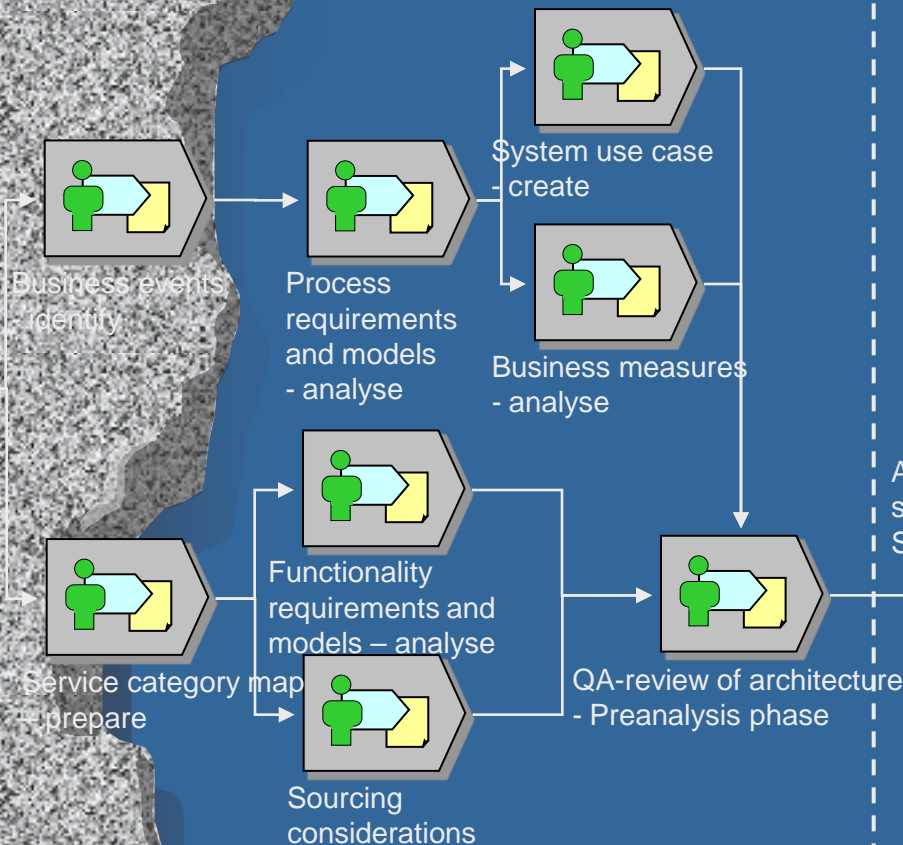 System use case
- create
Business events
- identify
Process
requirements
and models
- analyse
Business measures
- analyse
A
s
S
Functionality
requirements and
models – analyse
Service category map
– prepare
QA-review of architecture
- Preanalysis phase
Sourcing
considerations